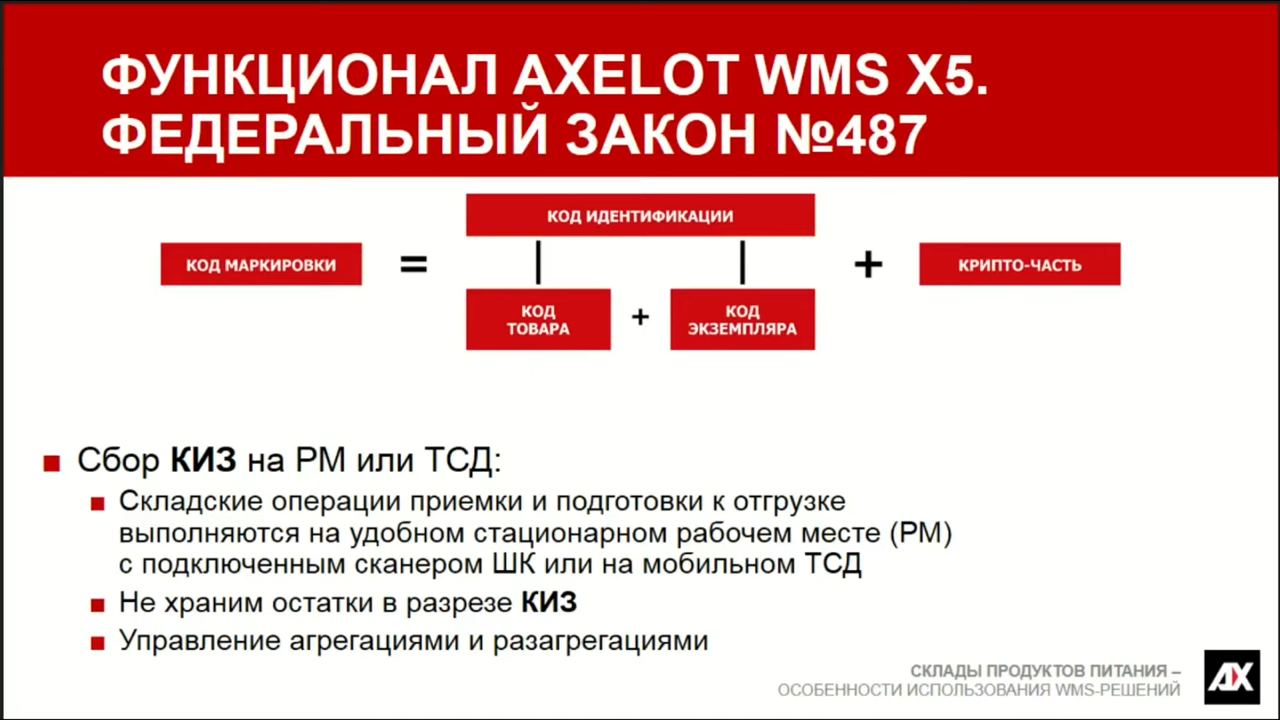 ФУНКЦИОНАЛ AXELOT WMS X5.
ФЕДЕРАЛЬНЫЙ ЗАКОН №487
КОД ИДЕНТИФИКАЦИИ
КОД МАРКИРОВКИ
=
+
КРИПТО-ЧАСТЬ
КОД
ТОВАРА
+
КОД
ЭКЗЕМПЛЯРА
Сбор КИЗ на РМ или ТСД:
Складские операции приемки и подготовки к отгрузке
выполняются на удобном стационарном рабочем месте (РМ)
с подключенным сканером ШК или на мобильном ТСД
Не храним остатки в разрезе КИЗ
Управление агрегациями и разагрегациями
СКЛАДЫ ПРОДУКТОВ ПИТАНИЯ –
ОСОБЕННОСТИ ИСПОЛЬЗОВАНИЯ WMS-РЕШЕНИЙ
AX